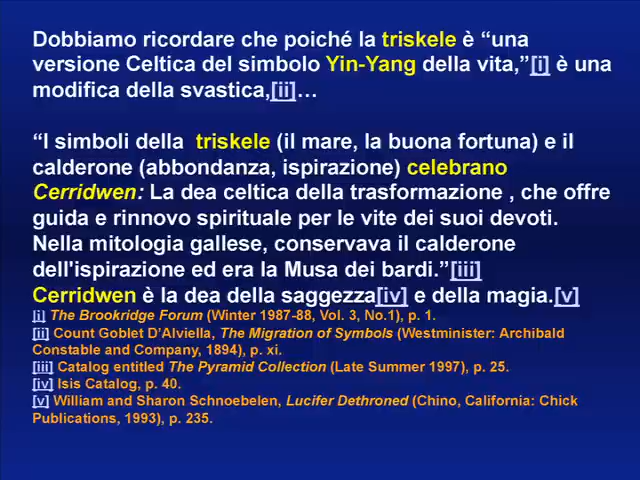 Dobbiamo ricordare che poiché la triskele è “una
versione Celtica del simbolo Yin-Yang della vita,”[i] è una
modifica della svastica,[ii]…
“I simboli della  triskele (il mare, la buona fortuna) e il
calderone (abbondanza, ispirazione) celebrano
Cerridwen: La dea celtica della trasformazione , che offre
guida e rinnovo spirituale per le vite dei suoi devoti.
Nella mitologia gallese, conservava il calderone
dell'ispirazione ed era la Musa dei bardi.”[iii]
Cerridwen è la dea della saggezza[iv] e della magia.[v]
[i] The Brookridge Forum (Winter 1987-88, Vol. 3, No.1), p. 1.
[ii] Count Goblet D’Alviella, The Migration of Symbols (Westminister: Archibald
Constable and Company, 1894), p. xi.
[iii] Catalog entitled The Pyramid Collection (Late Summer 1997), p. 25.
[iv] Isis Catalog, p. 40.
[v] William and Sharon Schnoebelen, Lucifer Dethroned (Chino, California: Chick
Publications, 1993), p. 235.